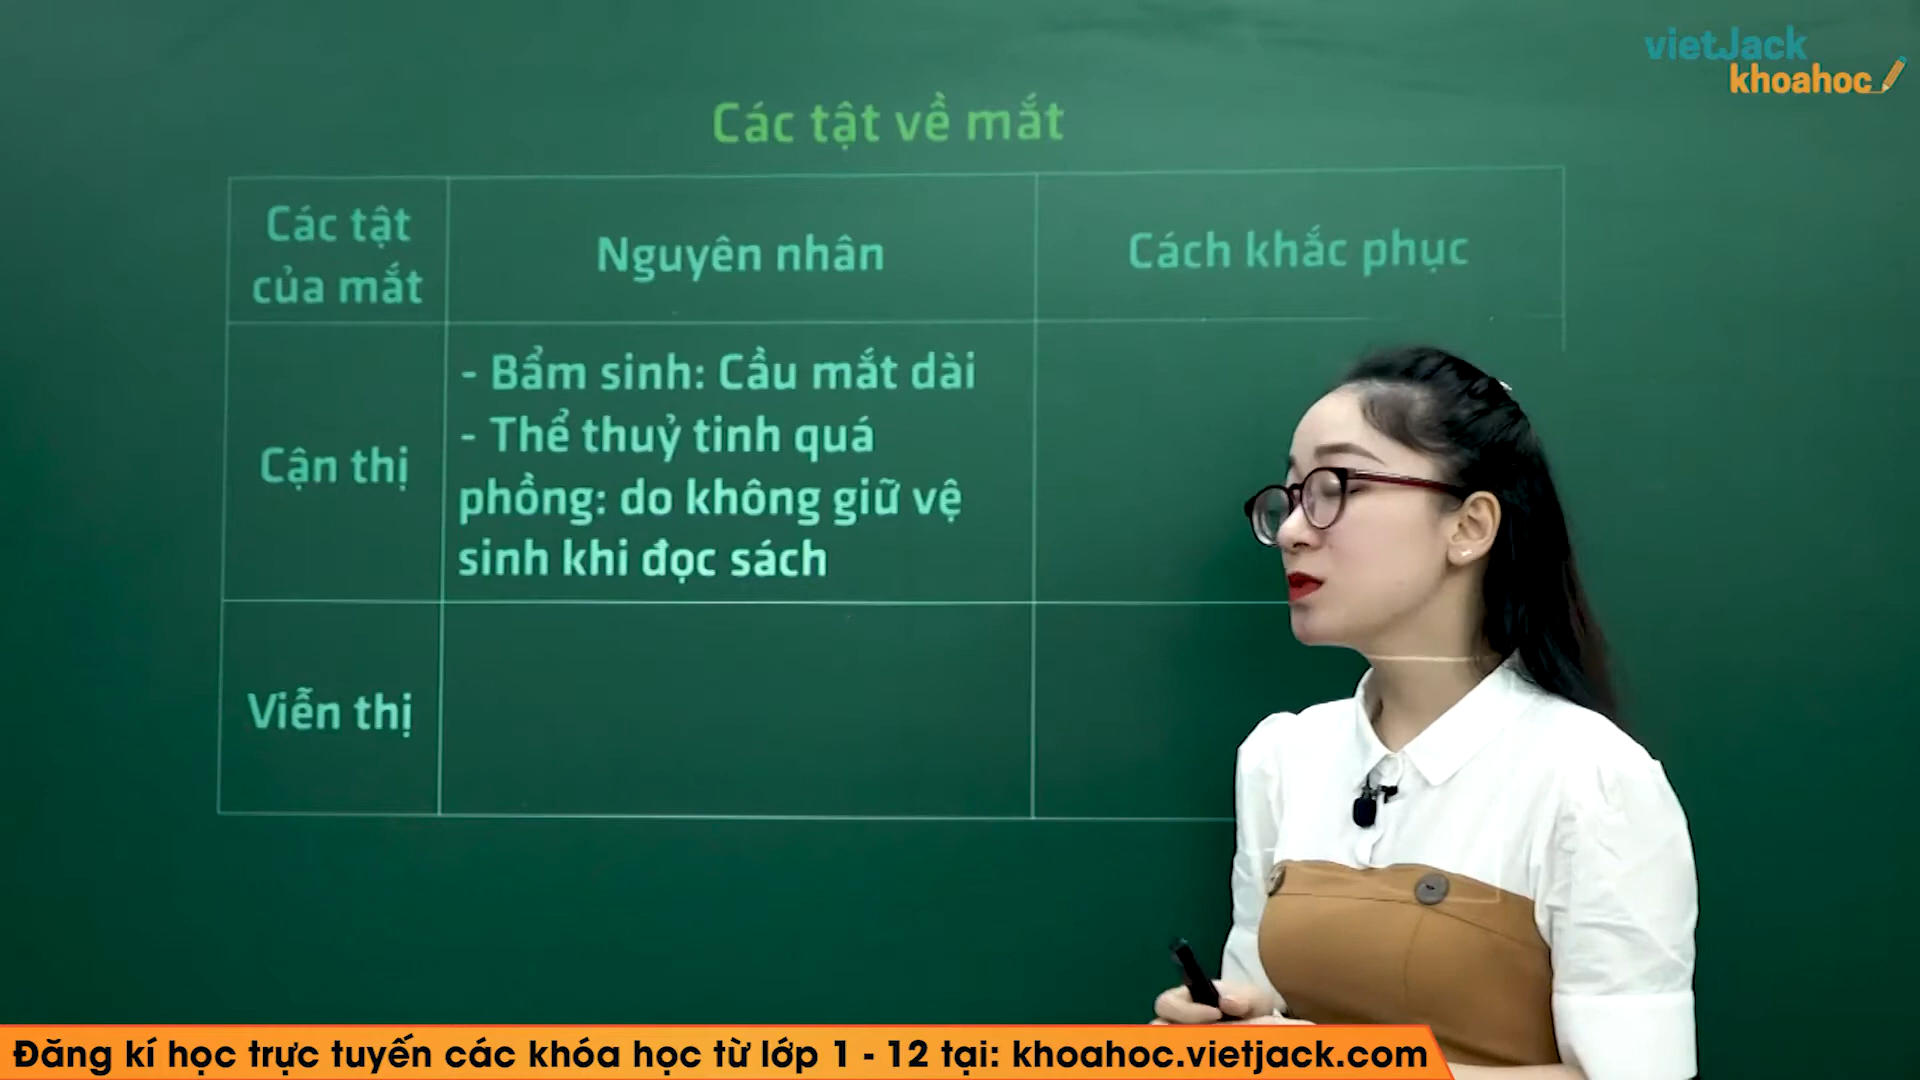 vietJack
khoahoc
Các tật về mắt
Các tật
của mắt
Nguyên nhân
Cách khắc phục
Cận thị
- Bẩm sinh: Cầu mắt dài
- Thể thuỷ tinh quá
phồng: do không giữ vệ
sinh khi đọc sách
Viễn thị
Đăng kí học trực tuyến các khóa học từ lớp 1 - 12 tại: khoahoc.vietjack.com